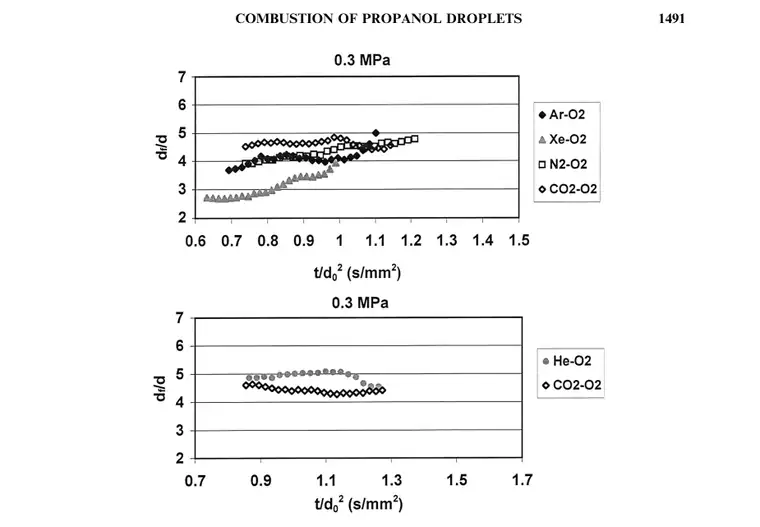 COMBUSTION OF PROPANOL DROPLETS 1491
0.3 MPa
7
6
5
4
3
2
df/d
0.6 0.7 0.8 0.9 1 1.1 1.2 1.3 1.4 1.5
t/d₀² (s/mm²)
Ar-O2
Xe-O2
N2-O2
CO2-O2
0.3 MPa
7
6
5
4
3
2
df/d
0.7 0.9 1.1 1.3 1.5 1.7
t/d₀² (s/mm²)
He-O2
CO2-O2